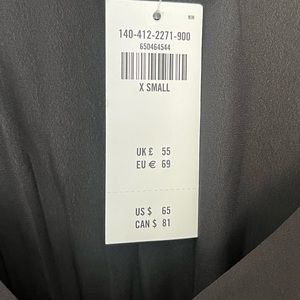 140-412-2271-900
650464544
X SMALL
UK £ 55
EU € 69
US $ 65
CAN $ 81